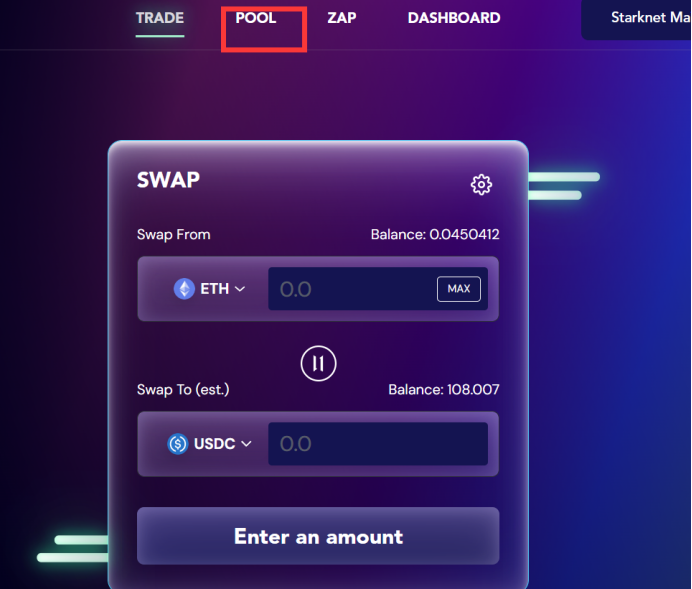 TRADE POOL ZAP DASHBOARD Starknet Ma
SWAP
Swap From Balance: 0.0450412
ETH 0.0 MAX
Swap To (est.) Balance: 108.007
USDC 0.0
Enter an amount